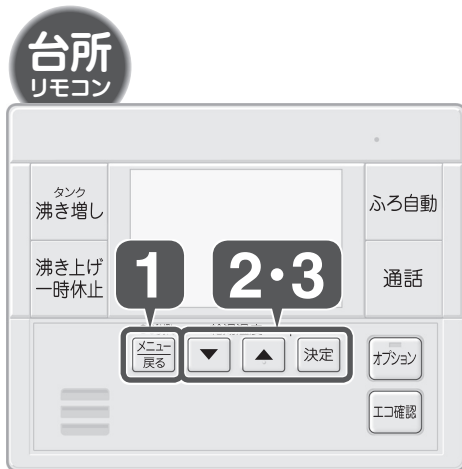 台所
リモコン
タンク
沸き増し
ふろ自動
沸き上げ
一時休止
1
2・3
通話
メニュー
戻る
▼
▲
決定
オプション
エコ確認